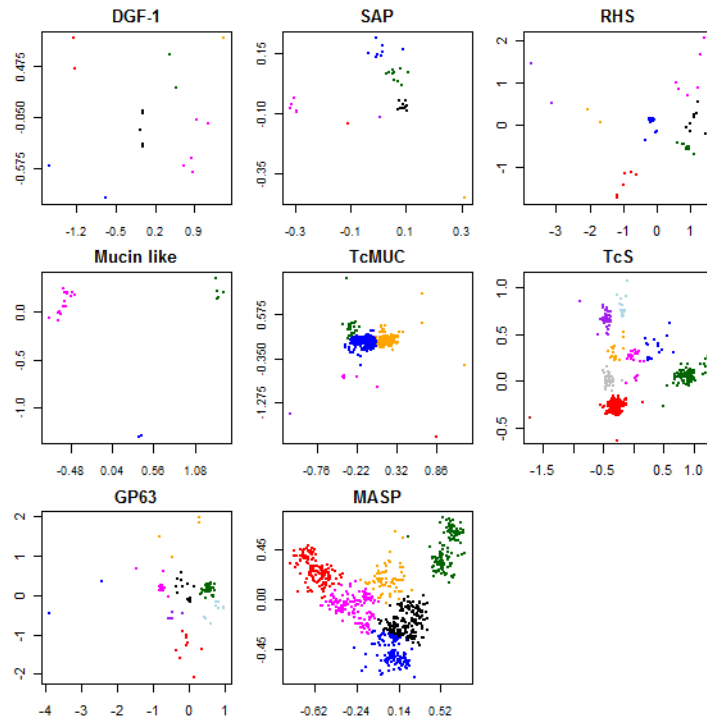 DGF-1
SAP
RHS
0.475
-0.050
-0.575
-1.2 -0.5 0.2 0.9
0.15
-0.10
-0.35
-0.3 -0.1 0.1 0.3
2
1
0
-1
-3 -2 -1 0 1
Mucin like
TcMUC
TcS
0.0
-0.5
-1.0
-0.48 0.04 0.56 1.08
0.575
-0.350
-1.275
-0.76 -0.22 0.32 0.86
1.0
0.5
0.0
-0.5
-1.5 -0.5 0.5 1.0
GP63
MASP
2
1
0
-1
-2
-4 -3 -2 -1 0 1
0.45
0.00
-0.45
-0.62 -0.24 0.14 0.52